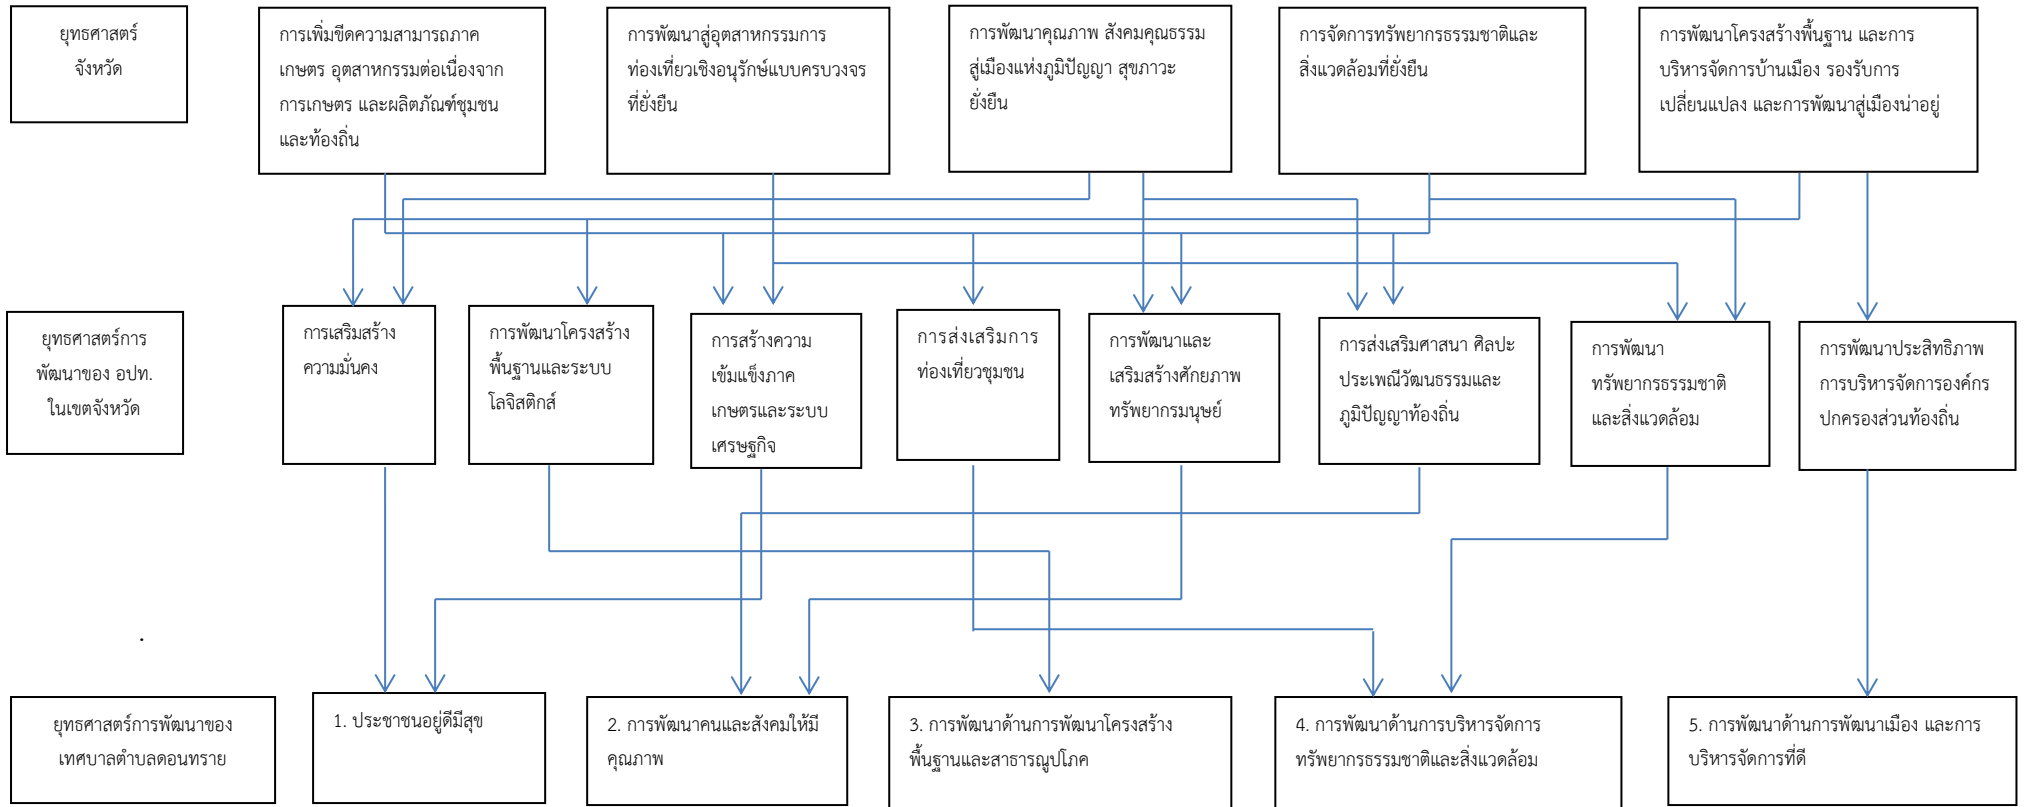 ยุทธศาสตร์
จังหวัด
การเพิ่มขีดความสามารถภาค
เกษตร อุตสาหกรรมต่อเนื่องจาก
การเกษตร และผลิตภัณฑ์ชุมชน
และท้องถิ่น
การพัฒนาสู่อุตสาหกรรมการ
ท่องเที่ยวเชิงอนุรักษ์แบบครบวงจร
ที่ยั่งยืน
การพัฒนาคุณภาพ สังคมคุณธรรม
สู่เมืองแห่งภูมิปัญญา สุขภาวะ
ยั่งยืน
การจัดการทรัพยากรธรรมชาติและ
สิ่งแวดล้อมที่ยั่งยืน
การพัฒนาโครงสร้างพื้นฐาน และการ
บริหารจัดการบ้านเมือง รองรับการ
เปลี่ยนแปลง และการพัฒนาสู่เมืองน่าอยู่
ยุทธศาสตร์การ
พัฒนาของ อปท.
ในเขตจังหวัด
การเสริมสร้าง
ความมั่นคง
การพัฒนาโครงสร้าง
พื้นฐานและระบบ
โลจิสติกส์
การสร้างความ
เข้มแข็งภาค
เกษตรและระบบ
เศรษฐกิจ
การส่งเสริมการ
ท่องเที่ยวชุมชน
การพัฒนาและ
เสริมสร้างศักยภาพ
ทรัพยากรมนุษย์
การส่งเสริมศาสนา ศิลปะ
ประเพณีวัฒนธรรมและ
ภูมิปัญญาท้องถิ่น
การพัฒนา
ทรัพยากรธรรมชาติ
และสิ่งแวดล้อม
การพัฒนาประสิทธิภาพ
การบริหารจัดการองค์กร
ปกครองส่วนท้องถิ่น
.
ยุทธศาสตร์การพัฒนาของ
เทศบาลตำบลดอนทราย
1. ประชาชนอยู่ดีมีสุข
2. การพัฒนาคนและสังคมให้มี
คุณภาพ
3. การพัฒนาด้านการพัฒนาโครงสร้าง
พื้นฐานและสาธารณูปโภค
4. การพัฒนาด้านการบริหารจัดการ
ทรัพยากรธรรมชาติและสิ่งแวดล้อม
5. การพัฒนาด้านการพัฒนาเมือง และการ
บริหารจัดการที่ดี